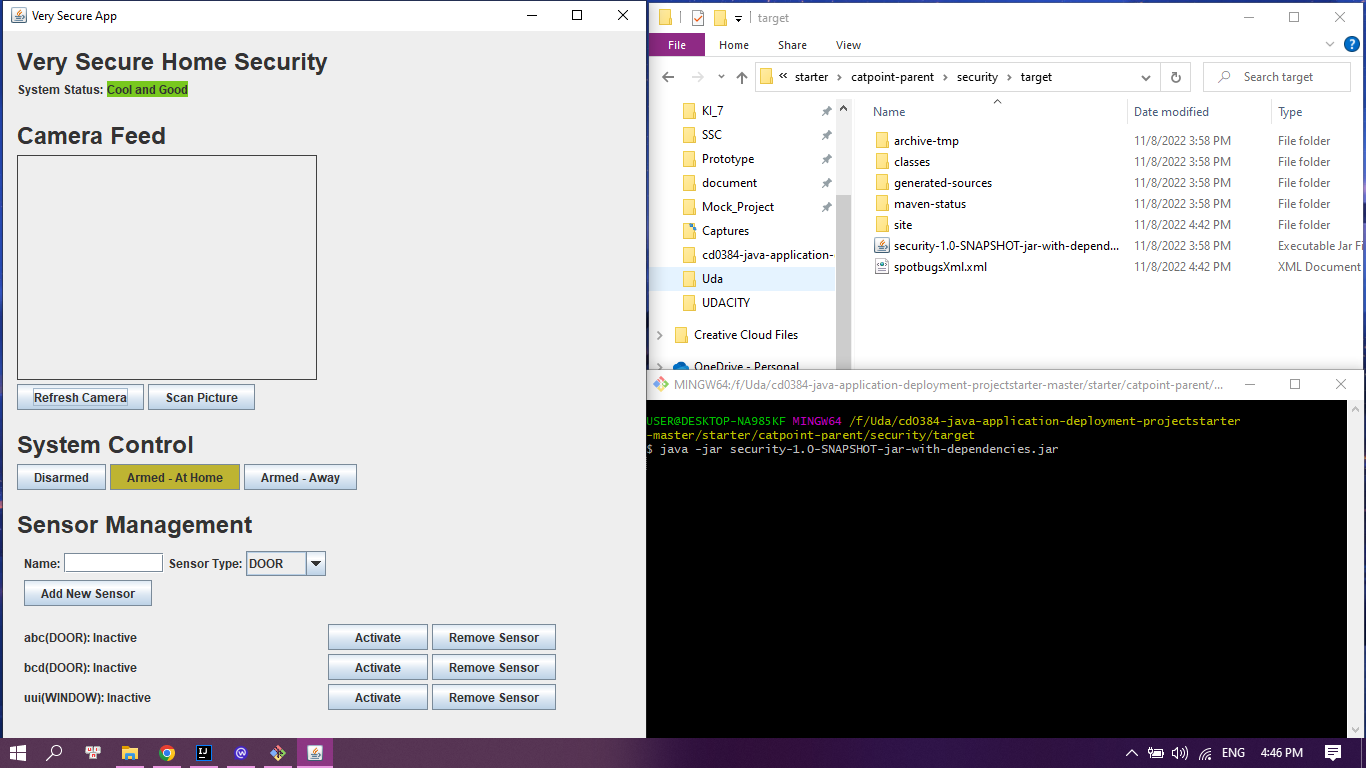 Very Secure App
Very Secure Home Security
System Status: Cool and Good
Camera Feed
Refresh Camera
Scan Picture
System Control
Disarmed
Armed - At Home
Armed - Away
Sensor Management
Name:
Sensor Type: DOOR
Add New Sensor
abc(DOOR): Inactive
Activate
Remove Sensor
bcd(DOOR): Inactive
Activate
Remove Sensor
uui(WINDOW): Inactive
Activate
Remove Sensor
target
File
Home
Share
View
« starter > catpoint-parent > security > target
Search target
KI_7
SSC
Prototype
document
Mock_Project
Captures
cd0384-java-application-
Uda
UDACITY
Creative Cloud Files
OneDrive - Personal
Name
Date modified
Type
archive-tmp 11/8/2022 3:58 PM File folder
classes 11/8/2022 3:58 PM File folder
generated-sources 11/8/2022 3:58 PM File folder
maven-status 11/8/2022 3:58 PM File folder
site 11/8/2022 4:42 PM File folder
security-1.0-SNAPSHOT-jar-with-depend... 11/8/2022 3:58 PM Executable Jar Fi
spotbugsXml.xml 11/8/2022 4:42 PM XML Document
MINGW64:/f/Uda/cd0384-java-application-deployment-projectstarter-master/starter/catpoint-parent/...
USER@DESKTOP-NA985KF MINGW64 /f/Uda/cd0384-java-application-deployment-projectstarter
-master/starter/catpoint-parent/security/target
$ java -jar security-1.0-SNAPSHOT-jar-with-dependencies.jar
ENG
4:46 PM